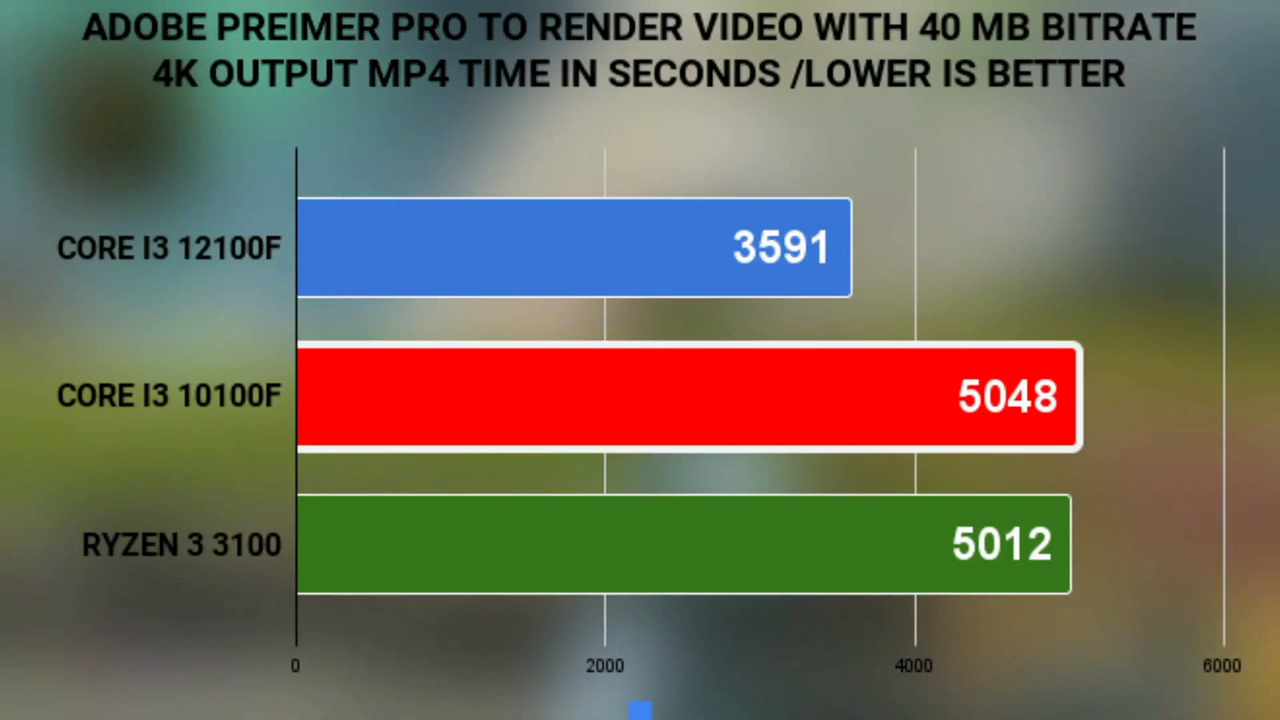 ADOBE PREIMER PRO TO RENDER VIDEO WITH 40 MB BITRATE
4K OUTPUT MP4 TIME IN SECONDS /LOWER IS BETTER
CORE I3 12100F
3591
CORE I3 10100F
5048
RYZEN 3 3100
5012
0
2000
4000
6000